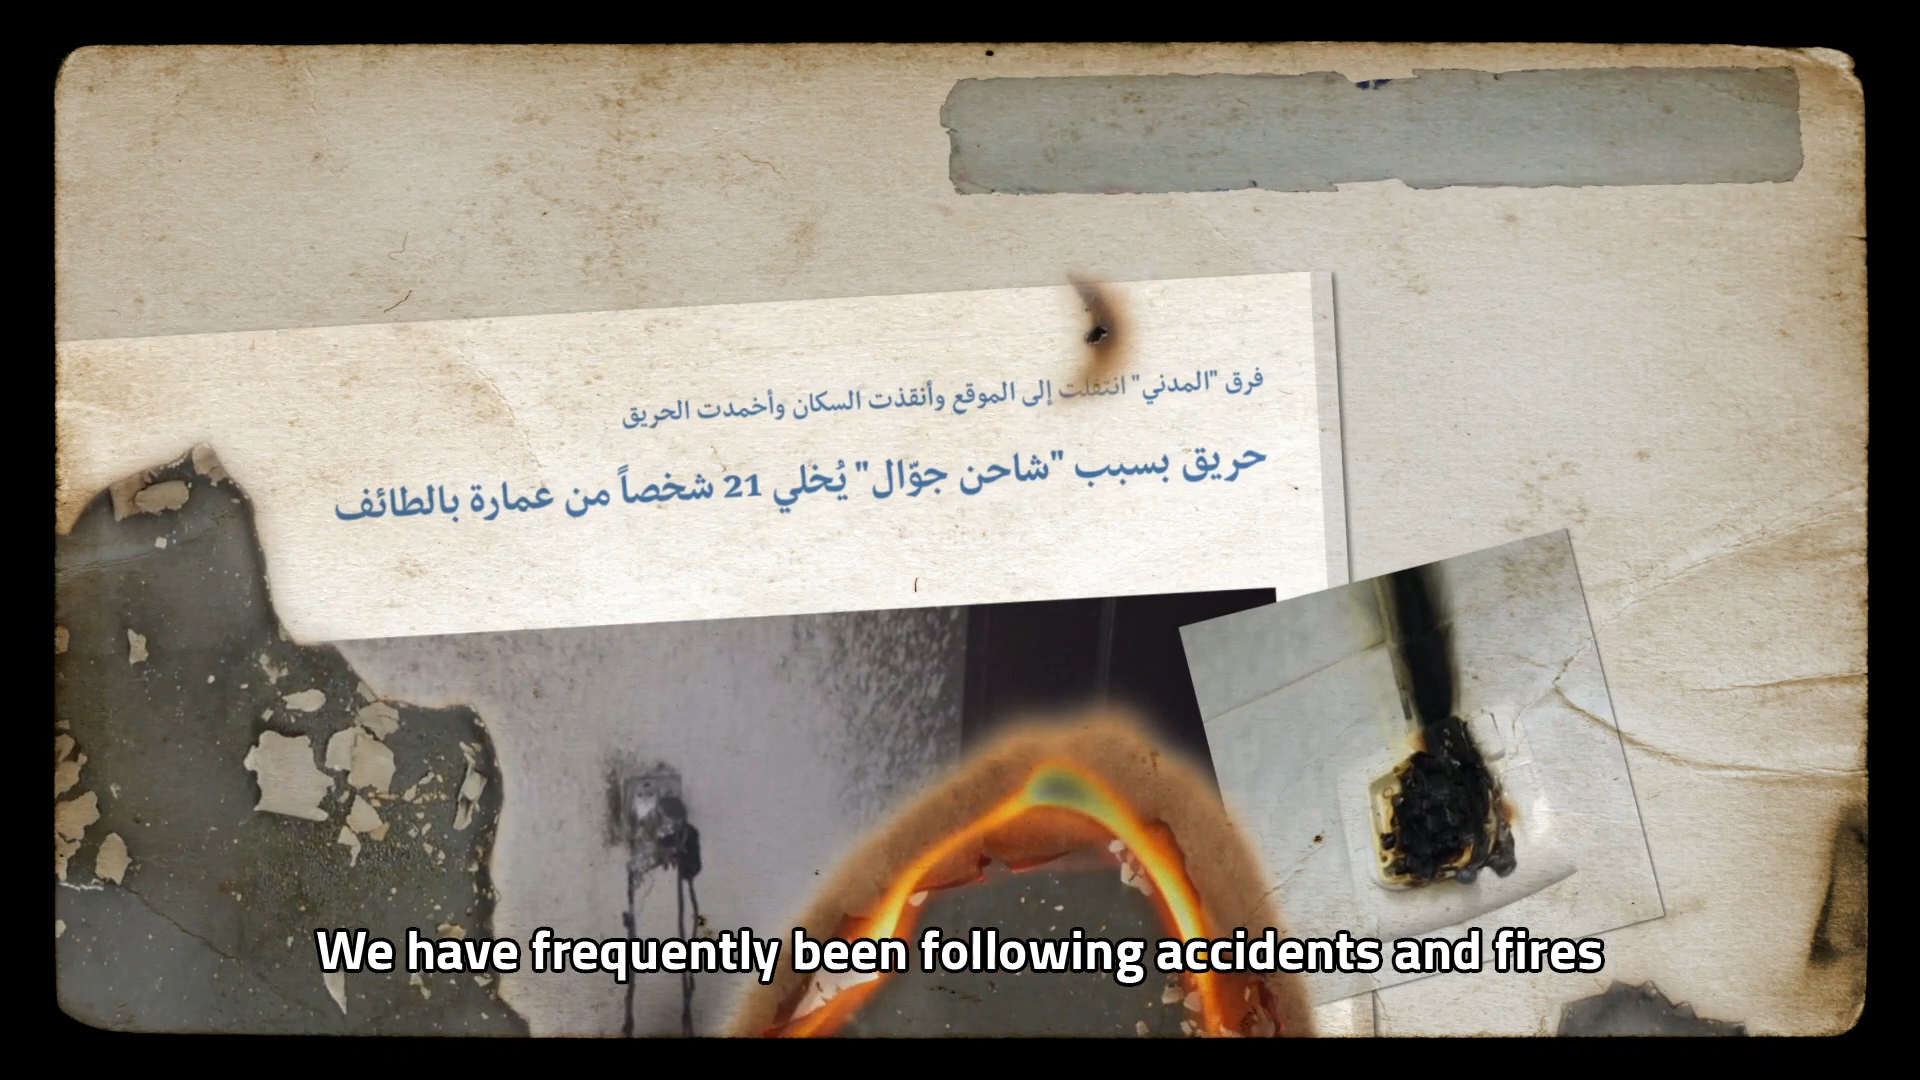 فرق "المدني" انتقلت إلى الموقع وأنقذت السكان وأخمدت الحريق
حريق بسبب "شاحن جوّال" يُخلي 21 شخصاً من عمارة بالطائف
We have frequently been following accidents and fires